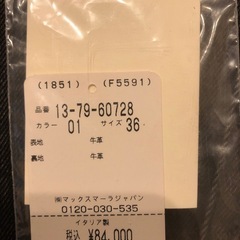 (1851) (F5591)
品番 13-79-60728
カラー 01 サイズ 36
表地 牛革
裏地 牛革
㈱マックスマーラジャパン
0120-030-535
イタリア製
税込 ¥84,000